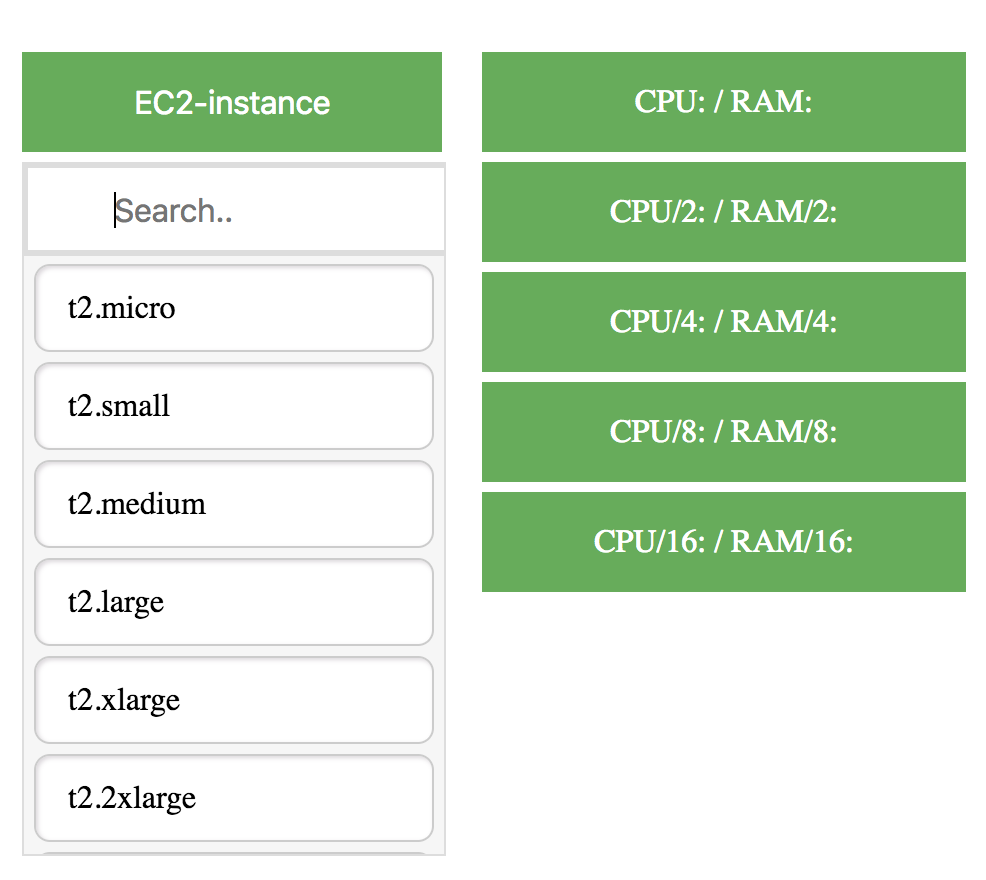 EC2-instance
Search..
t2.micro
t2.small
t2.medium
t2.large
t2.xlarge
t2.2xlarge
CPU: / RAM:
CPU/2: / RAM/2:
CPU/4: / RAM/4:
CPU/8: / RAM/8:
CPU/16: / RAM/16: